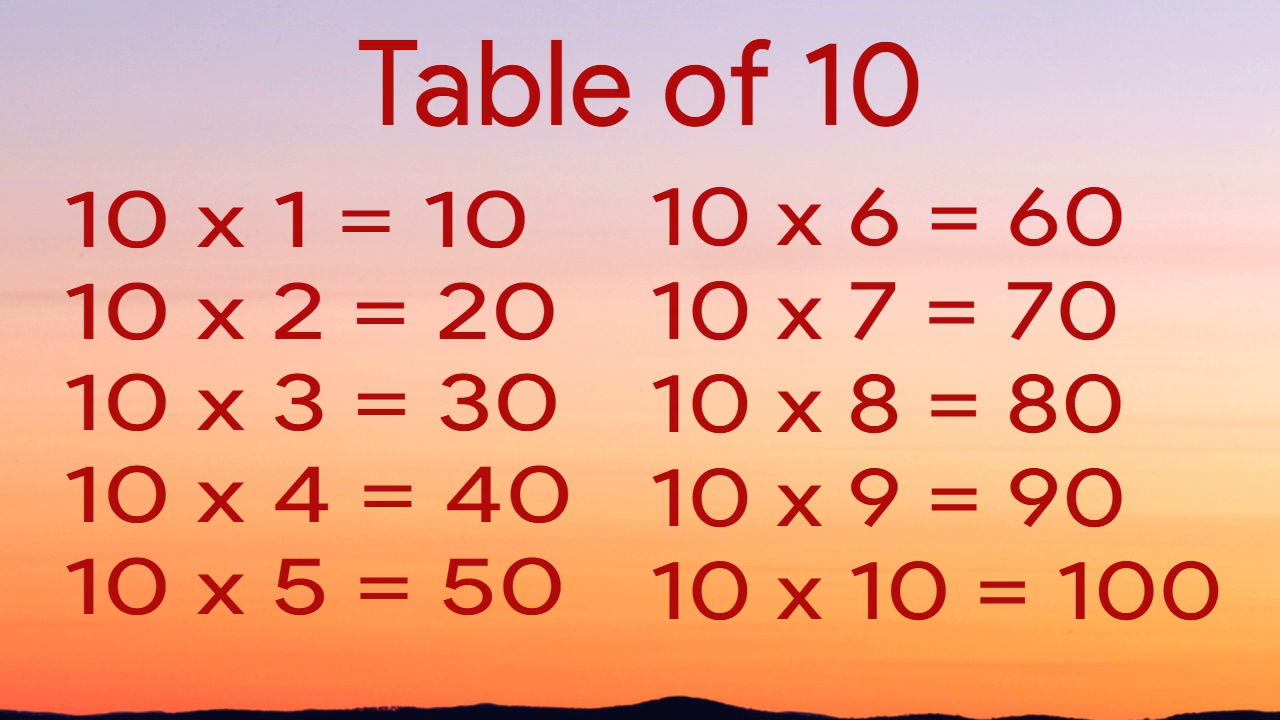 Table of 10
10 x 1 = 10
10 x 2 = 20
10 x 3 = 30
10 x 4 = 40
10 x 5 = 50
10 x 6 = 60
10 x 7 = 70
10 x 8 = 80
10 x 9 = 90
10 x 10 = 100